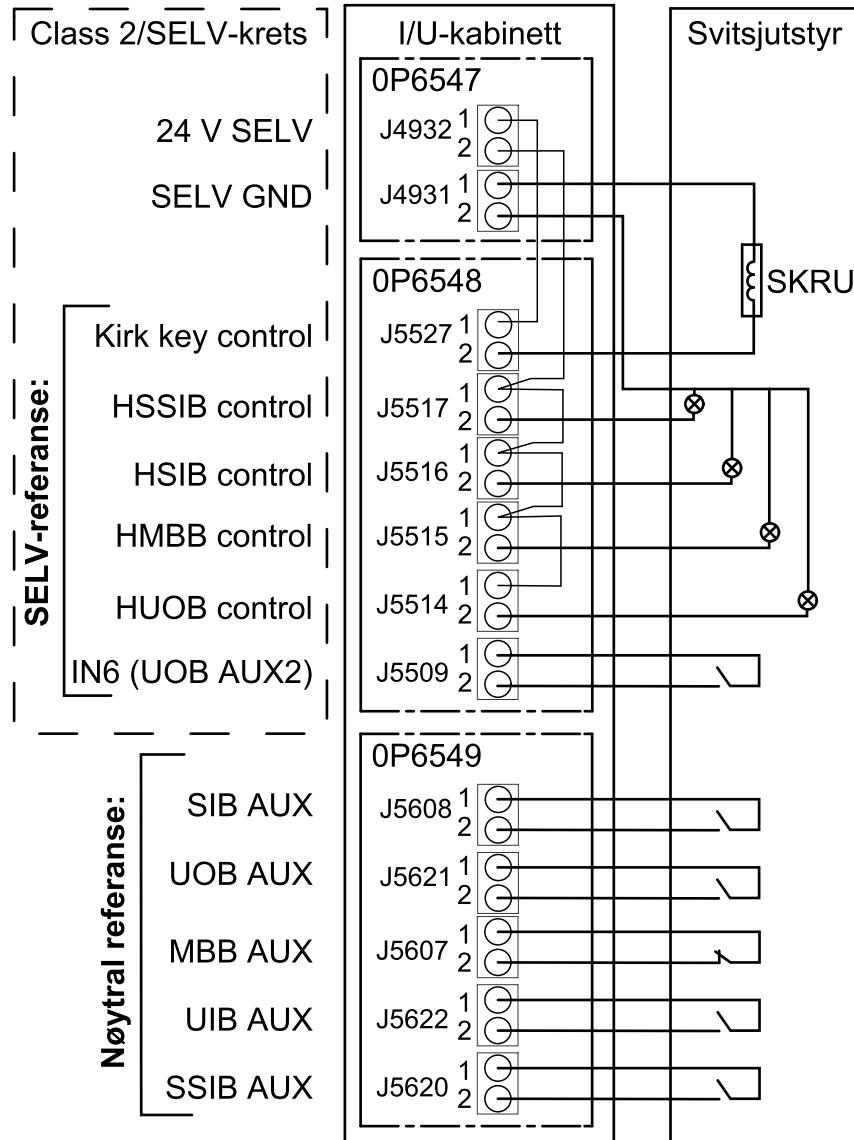 Class 2/SELV-krets
I/U-kabinett
Svitsjutstyr
0P6547
24 V SELV
J4932
1
2
SELV GND
J4931
1
2
SKRU
0P6548
SELV-referanse:
Kirk key control
J5527
1
2
HSSIB control
J5517
1
2
HSIB control
J5516
1
2
HMBB control
J5515
1
2
HUOB control
J5514
1
2
IN6 (UOB AUX2)
J5509
1
2
0P6549
Nøytral referanse:
SIB AUX
J5608
1
2
UOB AUX
J5621
1
2
MBB AUX
J5607
1
2
UIB AUX
J5622
1
2
SSIB AUX
J5620
1
2